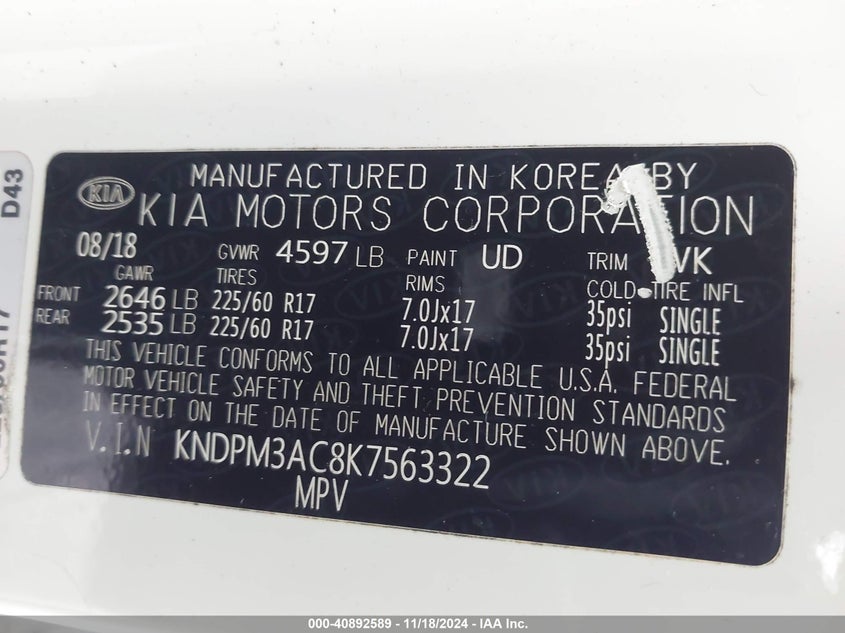 D43
KIA
MANUFACTURED IN KOREA BY
KIA MOTORS CORPORATION
08/18 GVWR 4597 LB PAINT UD TRIM VK
GAWR TIRES RIMS COLD TIRE INFL
FRONT 2646 LB 225/60 R17 7.0Jx17 35psi SINGLE
REAR 2535 LB 225/60 R17 7.0Jx17 35psi SINGLE
THIS VEHICLE CONFORMS TO ALL APPLICABLE U.S.A. FEDERAL
MOTOR VEHICLE SAFETY AND THEFT PREVENTION STANDARDS
IN EFFECT ON THE DATE OF MANUFACTURE SHOWN ABOVE.
V.I.N KNDPM3AC8K7563322
MPV
000-40892589 - 11/18/2024 - IAA Inc.